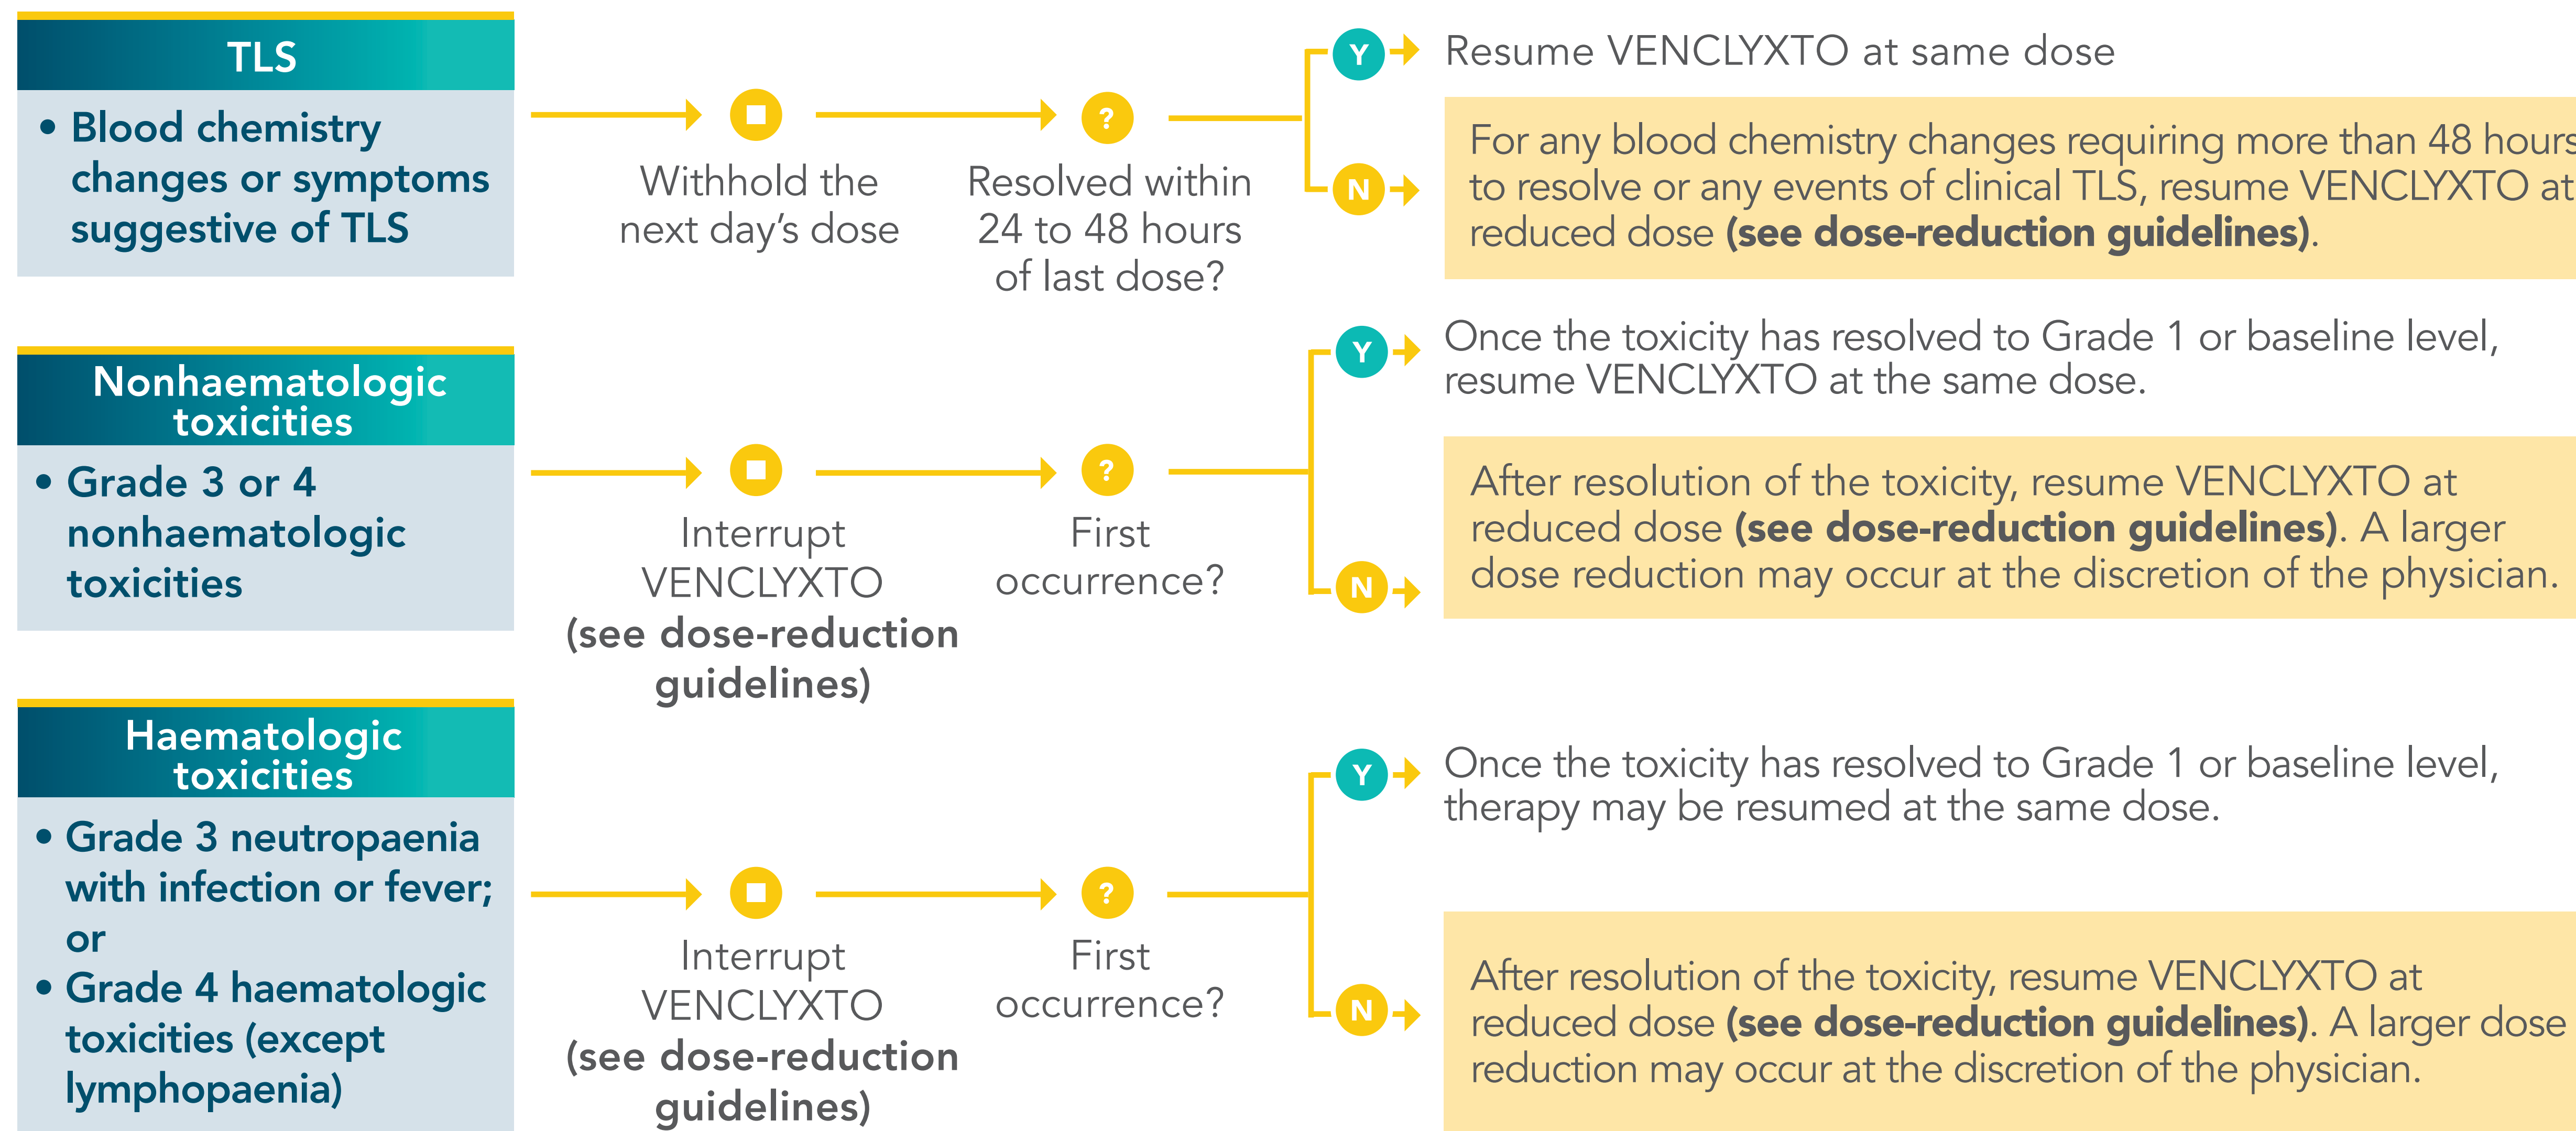 TLS
• Blood chemistry
changes or symptoms
suggestive of TLS
Withhold the
next day's dose
?
Resolved within
24 to 48 hours
of last dose?
Y
Resume VENCLYXTO at same dose
N
For any blood chemistry changes requiring more than 48 hours
to resolve or any events of clinical TLS, resume VENCLYXTO at
reduced dose (see dose-reduction guidelines).
Nonhaematologic
toxicities
• Grade 3 or 4
nonhaematologic
toxicities
Interrupt
VENCLYXTO
(see dose-reduction
guidelines)
?
First
occurrence?
Y
Once the toxicity has resolved to Grade 1 or baseline level,
resume VENCLYXTO at the same dose.
N
After resolution of the toxicity, resume VENCLYXTO at
reduced dose (see dose-reduction guidelines). A larger
dose reduction may occur at the discretion of the physician.
Haematologic
toxicities
• Grade 3 neutropaenia
with infection or fever;
or
• Grade 4 haematologic
toxicities (except
lymphopaenia)
Interrupt
VENCLYXTO
(see dose-reduction
guidelines)
?
First
occurrence?
Y
Once the toxicity has resolved to Grade 1 or baseline level,
therapy may be resumed at the same dose.
N
After resolution of the toxicity, resume VENCLYXTO at
reduced dose (see dose-reduction guidelines). A larger dose
reduction may occur at the discretion of the physician.